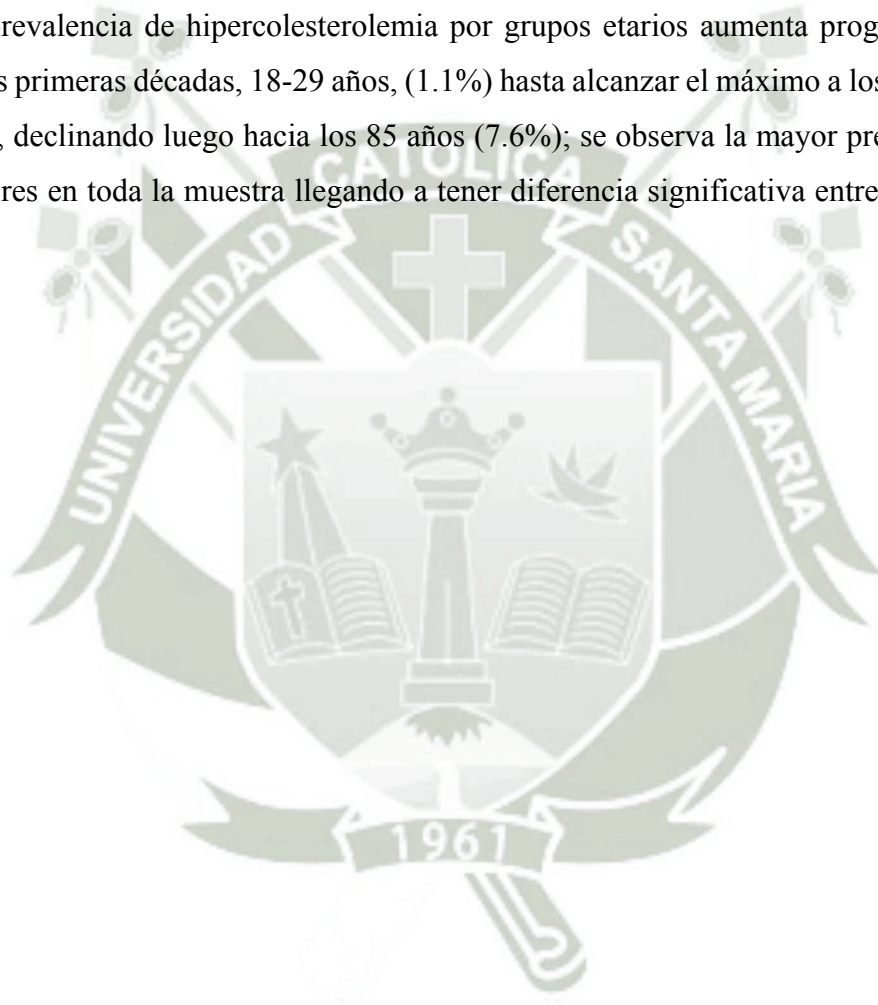 revalencia de hipercolesterolemia por grupos etarios aumenta prog
s primeras décadas, 18-29 años, (1.1%) hasta alcanzar el máximo a los
, declinando luego hacia los 85 años (7.6%); se observa la mayor pre
res en toda la muestra llegando a tener diferencia significativa entre
UNIVERSIDAD CATOLICA SANTA MARIA
1961